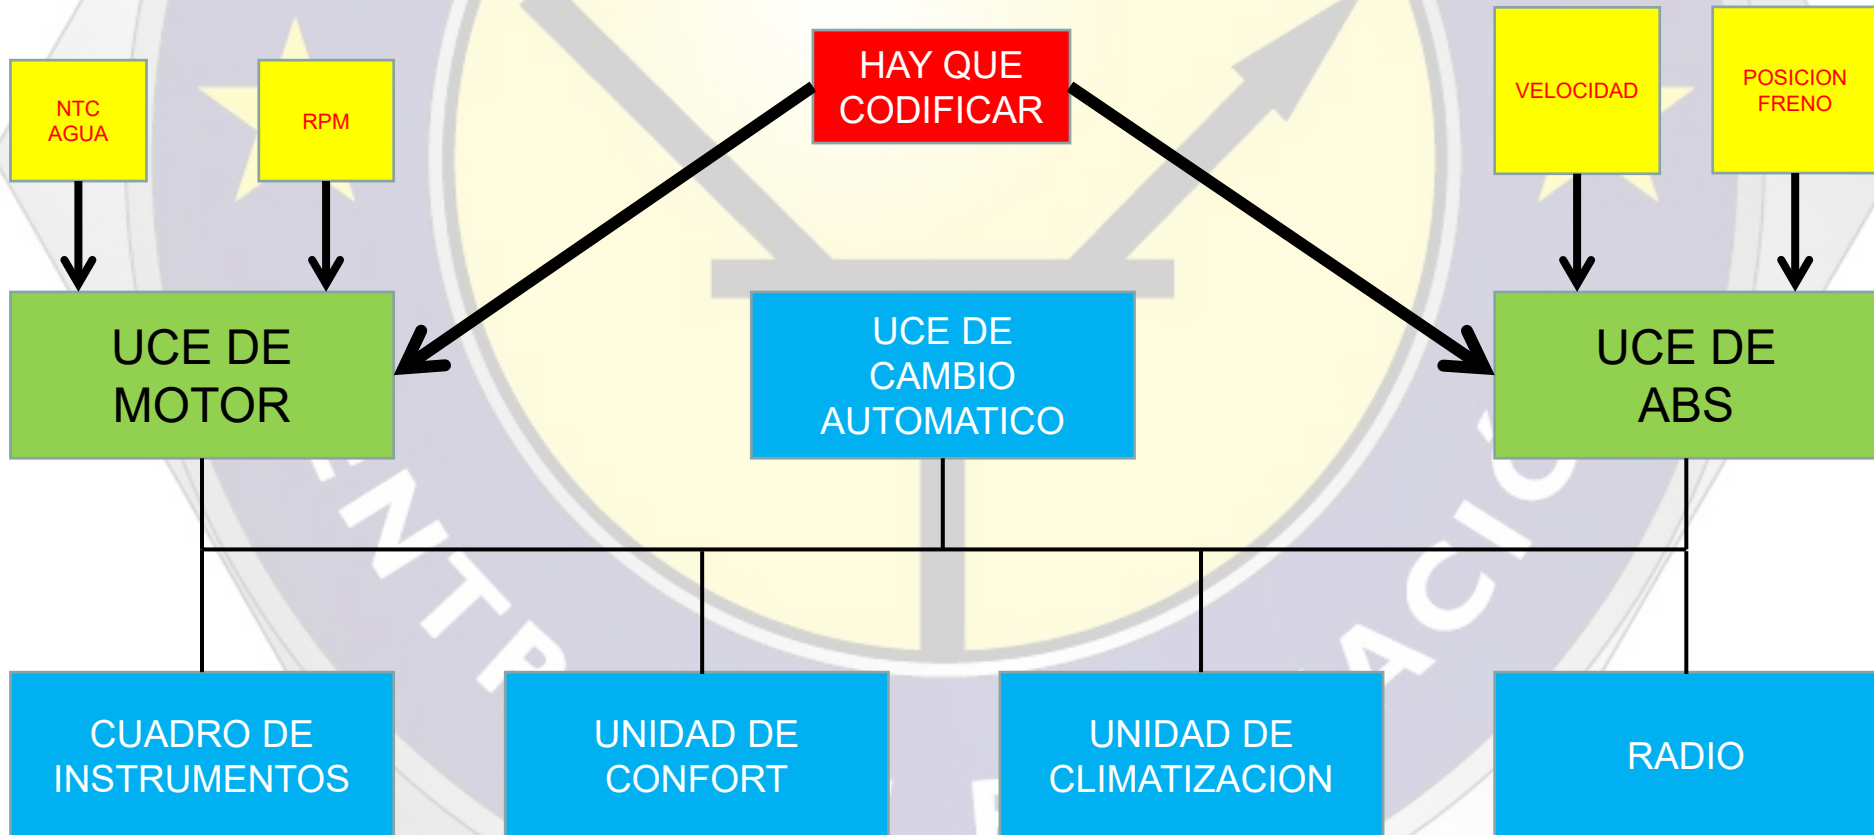 HAY QUE
CODIFICAR
NTC
AGUA
RPM
VELOCIDAD
POSICION
FRENO
UCE DE
MOTOR
UCE DE
CAMBIO
AUTOMATICO
UCE DE
ABS
CUADRO DE
INSTRUMENTOS
UNIDAD DE
CONFORT
UNIDAD DE
CLIMATIZACION
RADIO